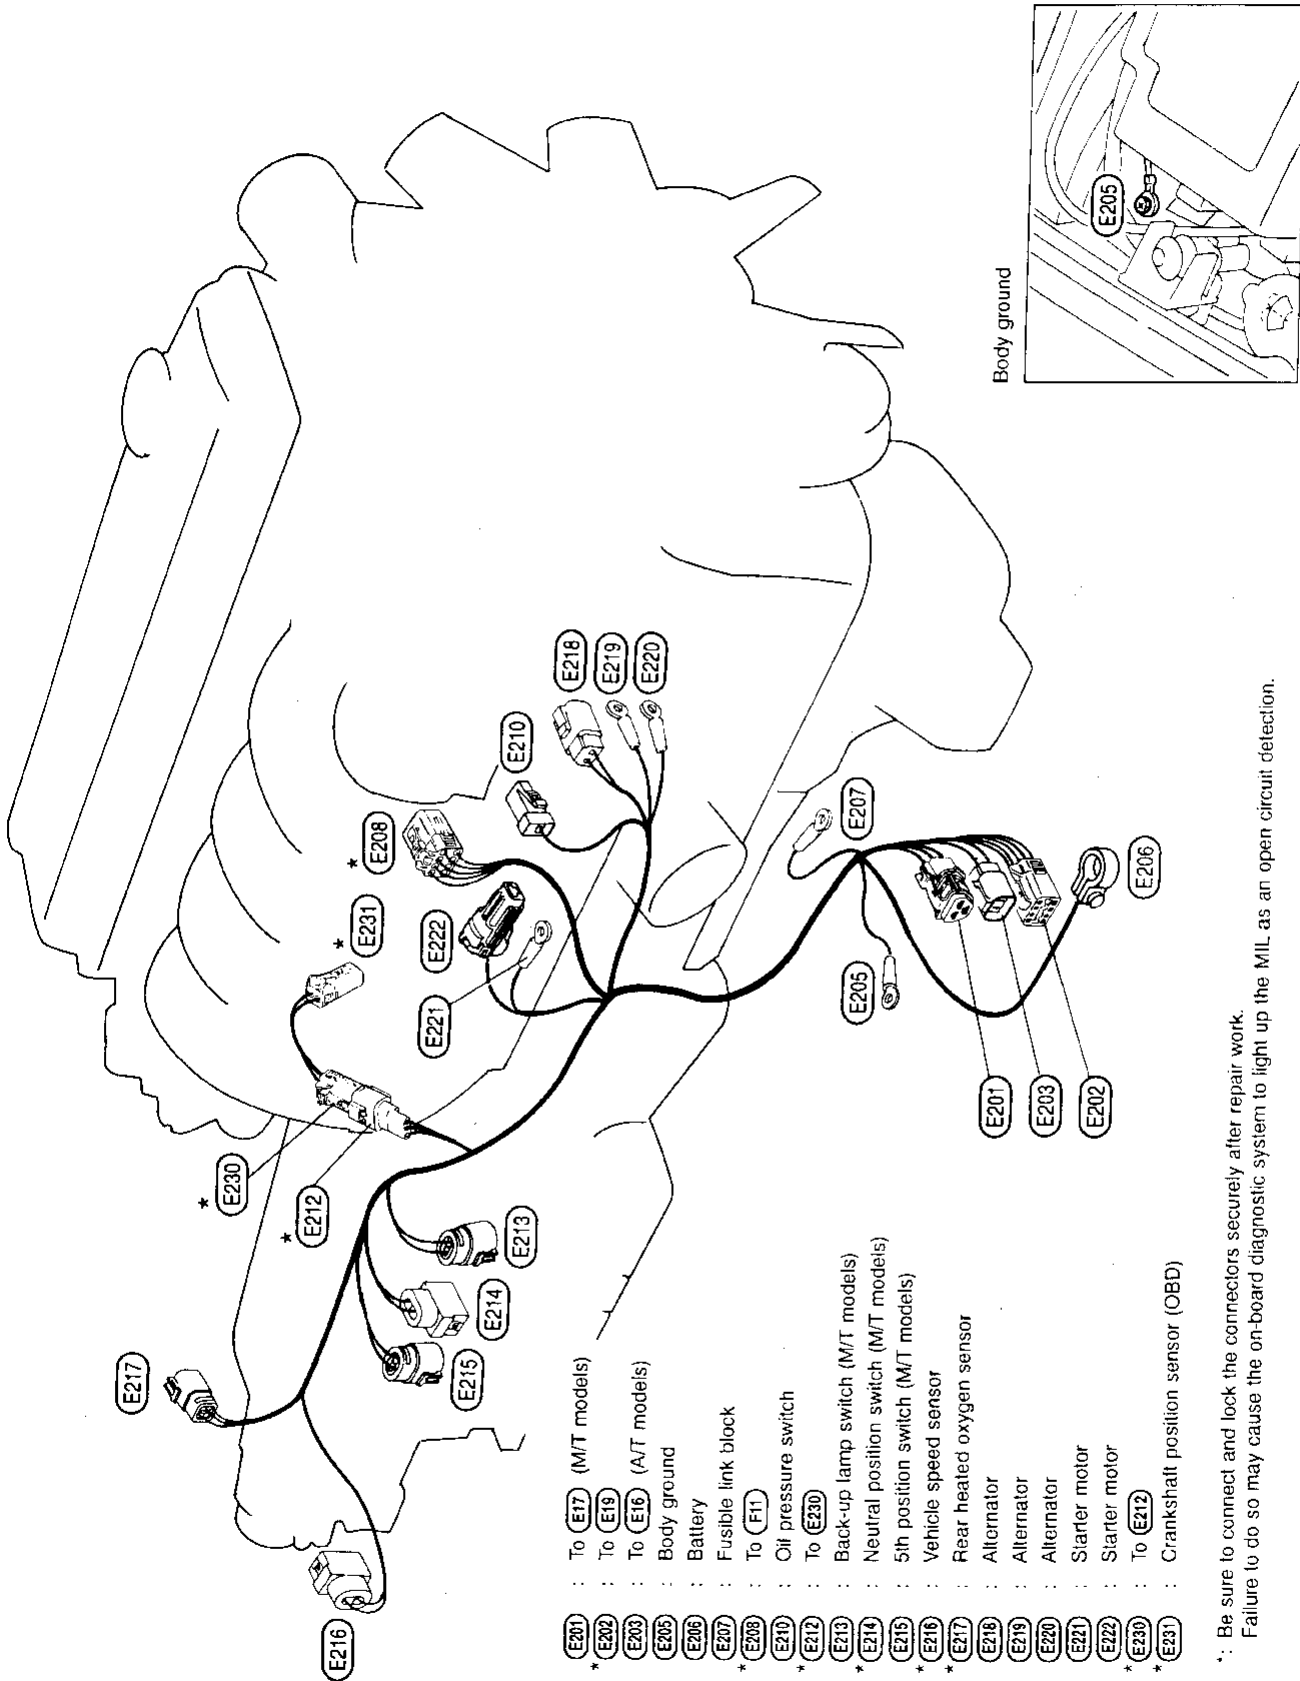 Body ground
E205
E218
E219
E220
E210
* E208
* E231
E222
E221
E207
E206
E205
E201
E203
E202
* E230
* E212
E213
E214
E215
E217
E216
E201 : To E17 (M/T models)
* E202 : To E19
E203 : To E16 (A/T models)
E205 : Body ground
E206 : Battery
E207 : Fusible link block
* E208 : To F11
E210 : Oil pressure switch
* E212 : To E230
E213 : Back-up lamp switch (M/T models)
* E214 : Neutral position switch (M/T models)
E215 : 5th position switch (M/T models)
* E216 : Vehicle speed sensor
* E217 : Rear heated oxygen sensor
E218 : Alternator
E219 : Alternator
E220 : Alternator
E221 : Starter motor
E222 : Starter motor
* E230 : To E212
* E231 : Crankshaft position sensor (OBD)
*: Be sure to connect and lock the connectors securely after repair work.
Failure to do so may cause the on-board diagnostic system to light up the MIL as an open circuit detection.